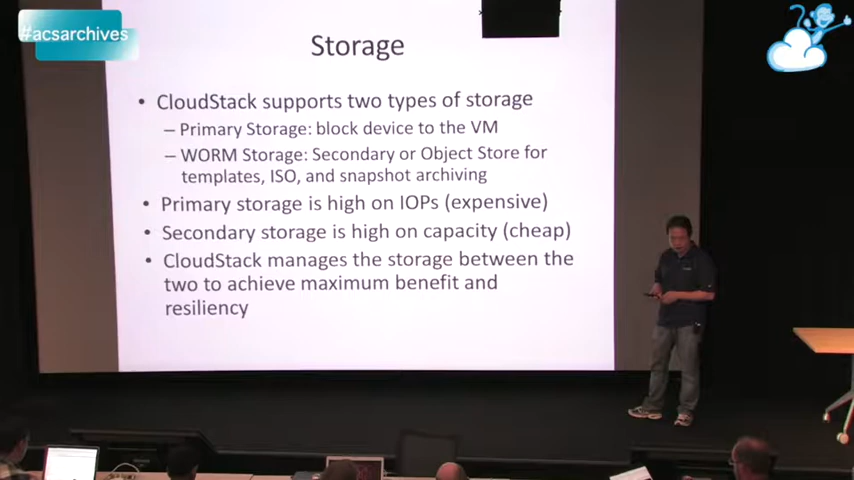 #acsarchives
Storage
• CloudStack supports two types of storage
– Primary Storage: block device to the VM
– WORM Storage: Secondary or Object Store for
templates, ISO, and snapshot archiving
• Primary storage is high on IOPs (expensive)
• Secondary storage is high on capacity (cheap)
• CloudStack manages the storage between the
two to achieve maximum benefit and
resiliency